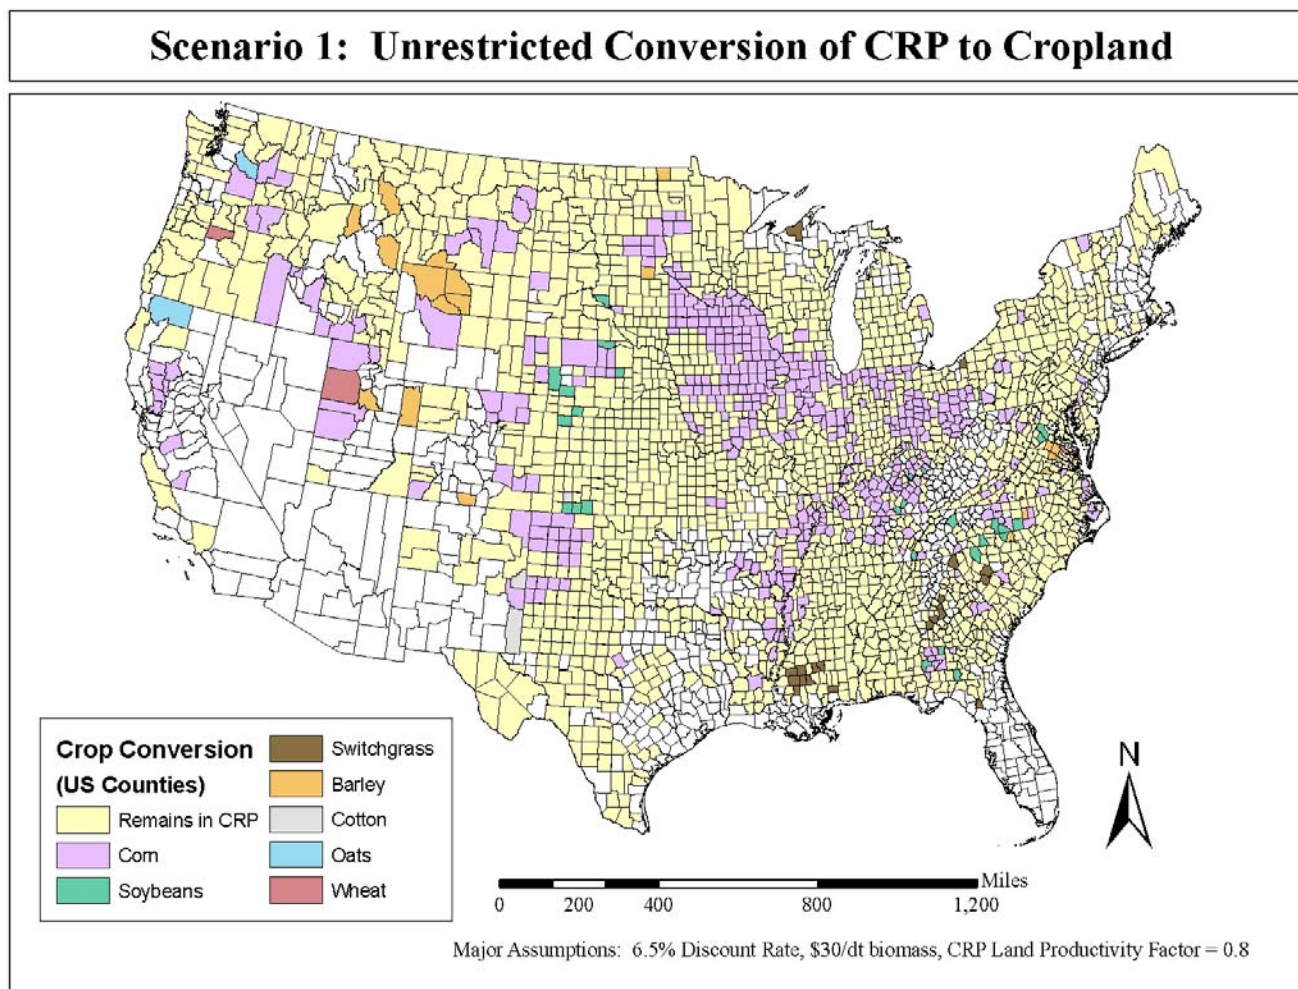 Scenario 1: Unrestricted Conversion of CRP to Cropland
Crop Conversion
(US Counties)
Remains in CRP
Corn
Soybeans
Switchgrass
Barley
Cotton
Oats
Wheat
N
Miles
0 200 400 800 1,200
Major Assumptions: 6.5% Discount Rate, $30/dt biomass, CRP Land Productivity Factor = 0.8